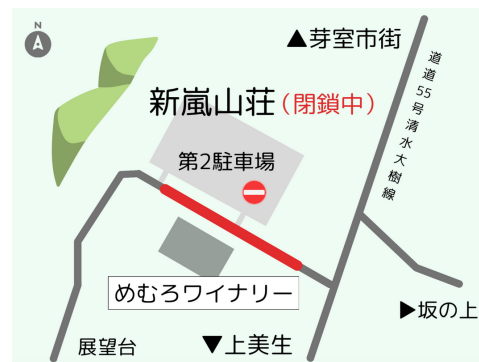 N
▲芽室市街
道道55号清水大樹線
新嵐山荘(閉鎖中)
第2駐車場
めむろワイナリー
▶坂の上
展望台
▼上美生